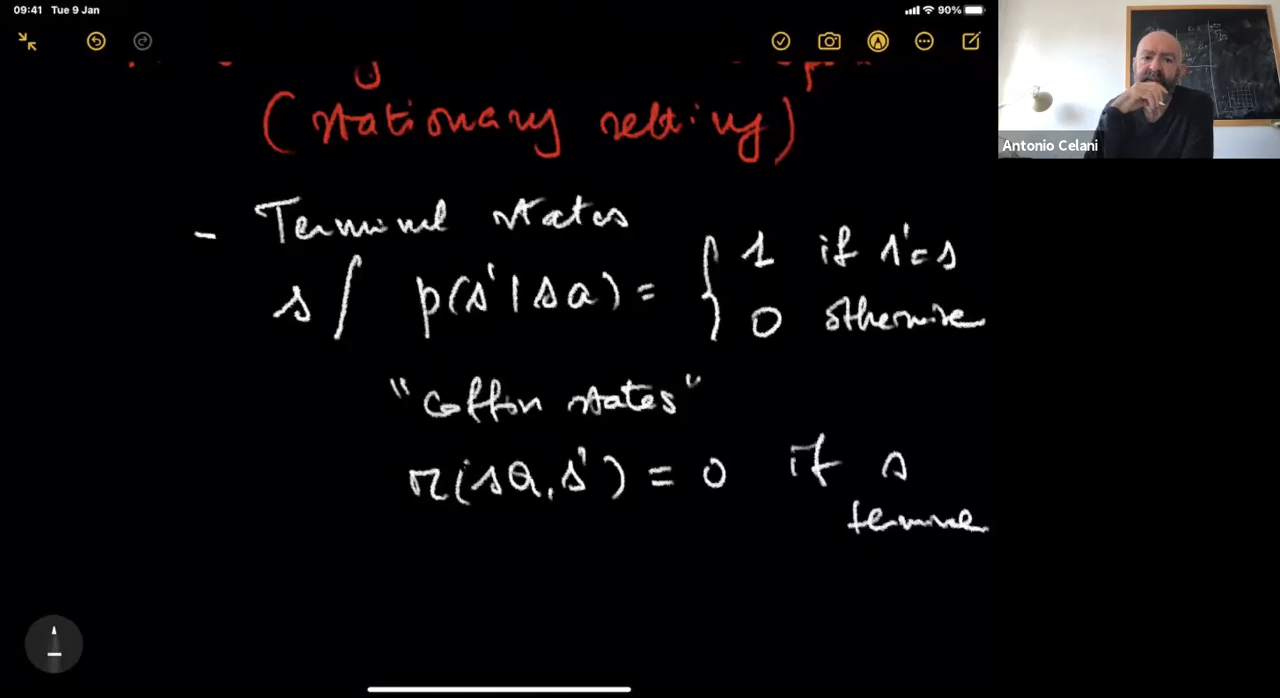 09:41 Tue 9 Jan
90%
Antonio Celani
(stationary setting)
- Terminal states
s / p(s'|sa) = { 1 if s'=s
0 otherwise
"Coffin states"
r(sa,s') = 0 if s